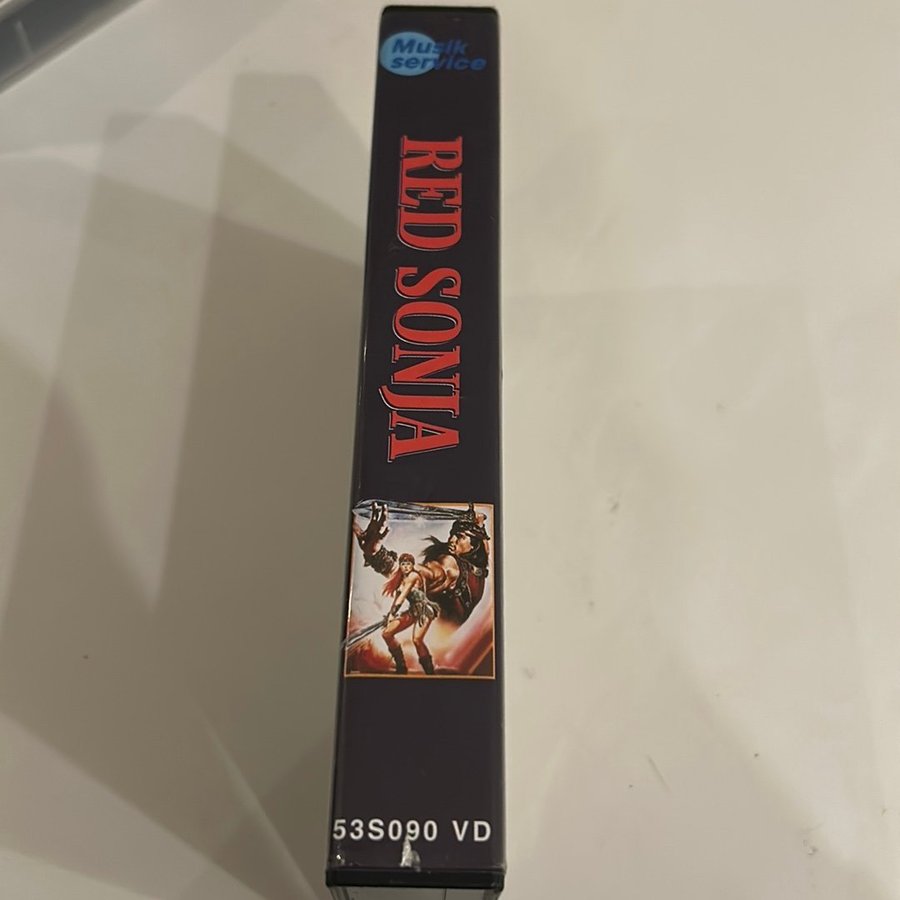 Musik
service
RED SONJA
53S090 VD